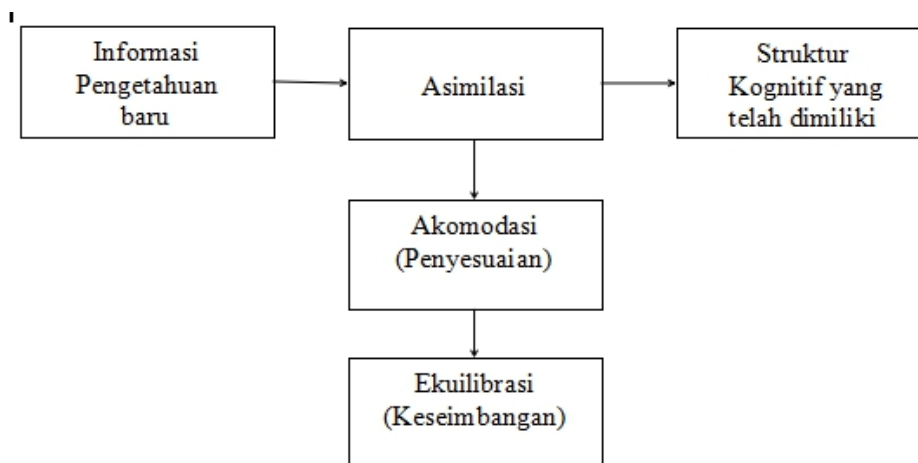 Informasi
Pengetahuan
baru
Asimilasi
Struktur
Kognitif yang
telah dimiliki
Akomodasi
(Penyesuaian)
Ekuilibrasi
(Keseimbangan)